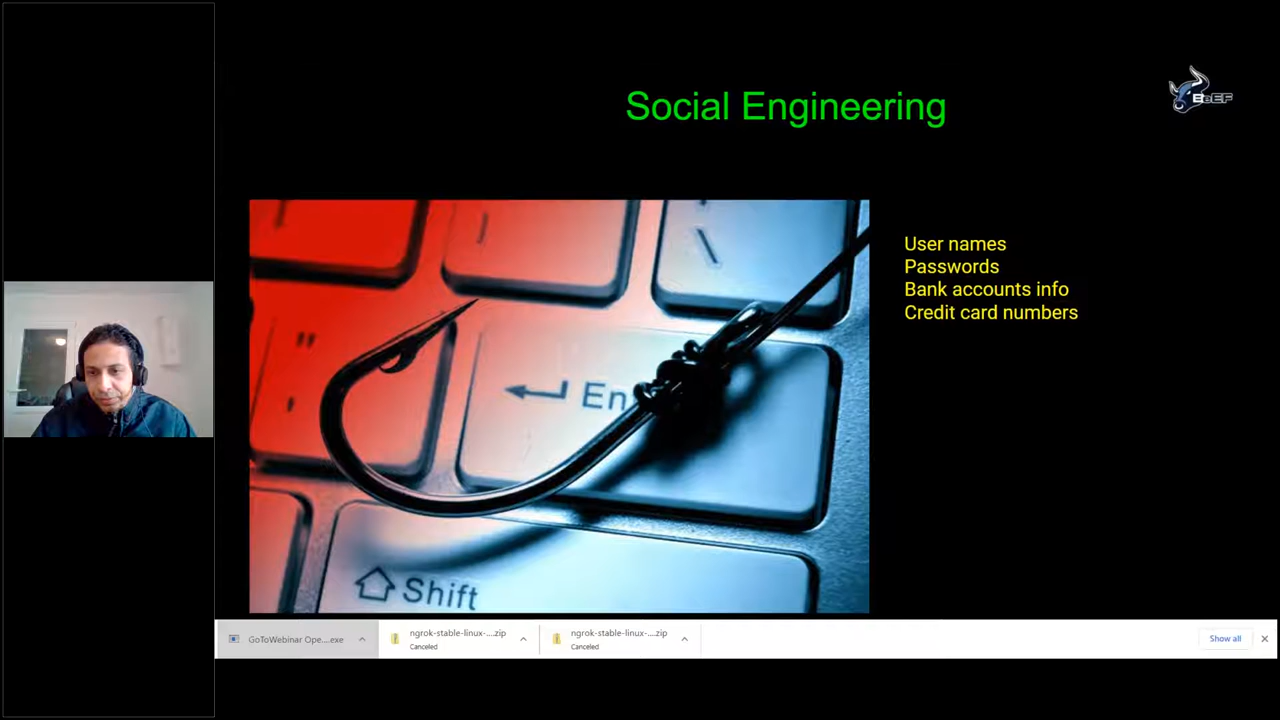 Social Engineering
BeEF
User names
Passwords
Bank accounts info
Credit card numbers
" 
'
En
Shift
GoToWebinar Ope....exe
ngrok-stable-linux-....zip
Canceled
ngrok-stable-linux-....zip
Canceled
Show all